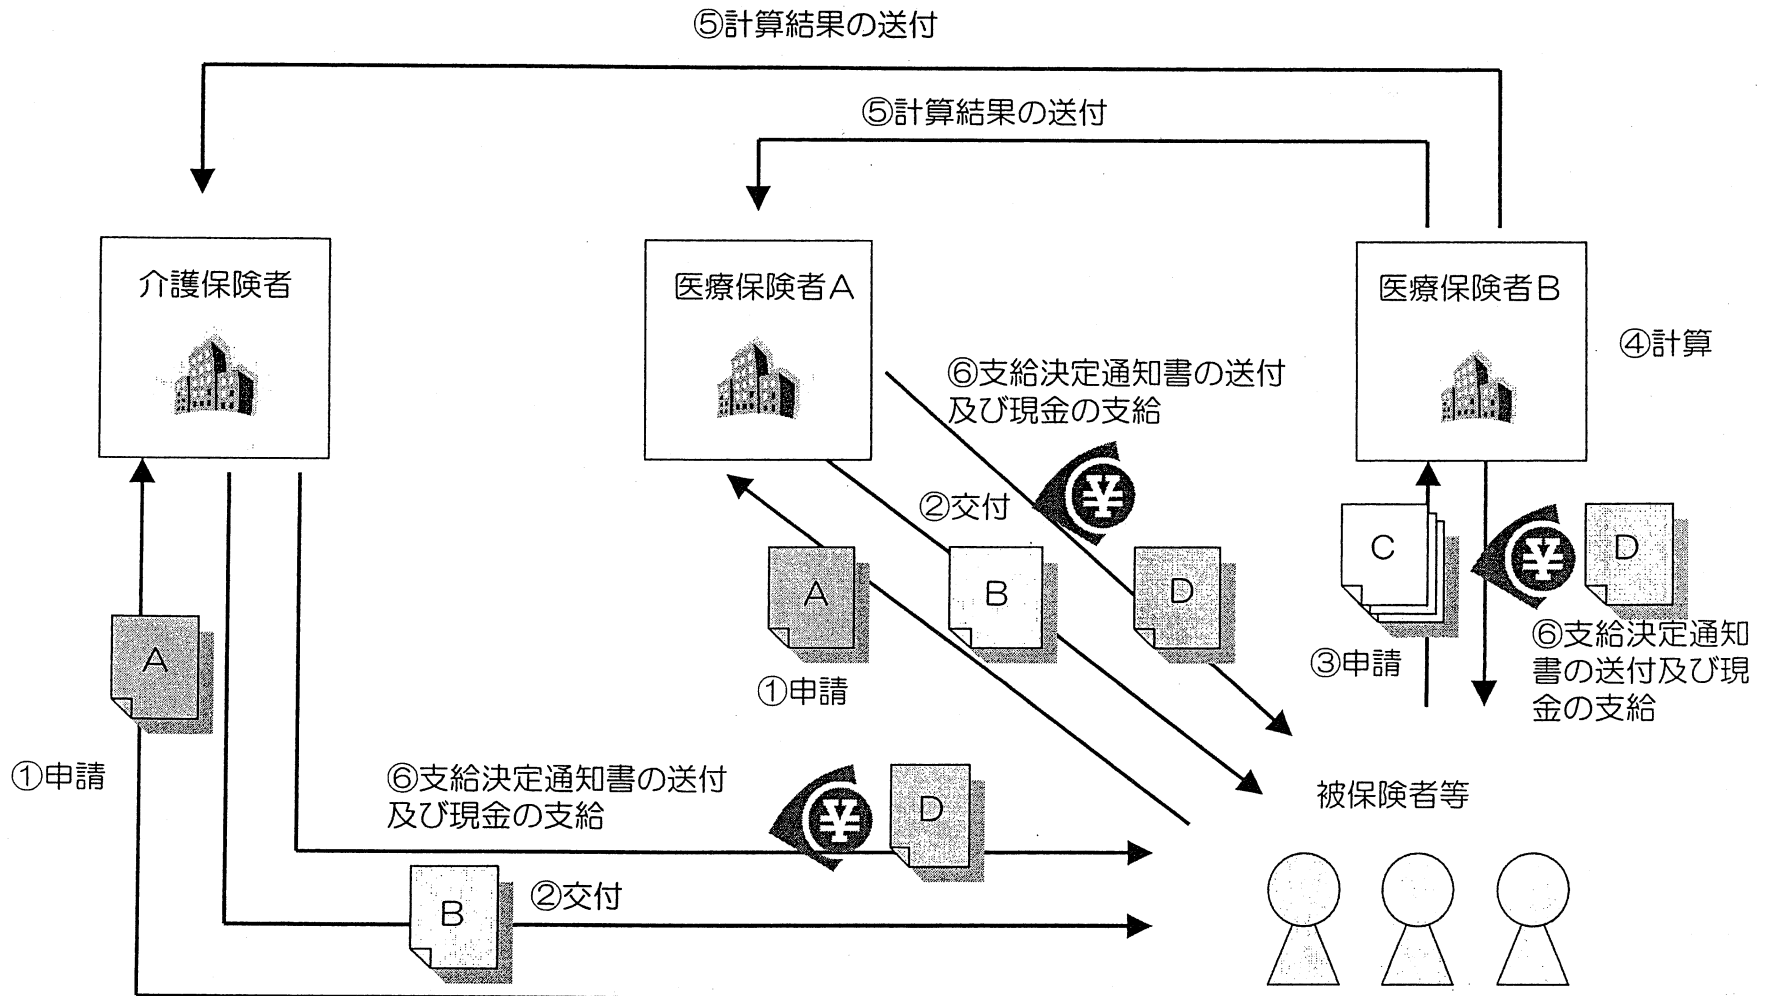 ⑤計算結果の送付
⑤計算結果の送付
介護保険者
医療保険者A
医療保険者B
④計算
⑥支給決定通知書の送付
及び現金の支給
②交付
¥
A
B
D
C
¥
D
①申請
③申請
⑥支給決定通知
書の送付及び現
金の支給
A
①申請
⑥支給決定通知書の送付
及び現金の支給
¥
D
被保険者等
B
②交付